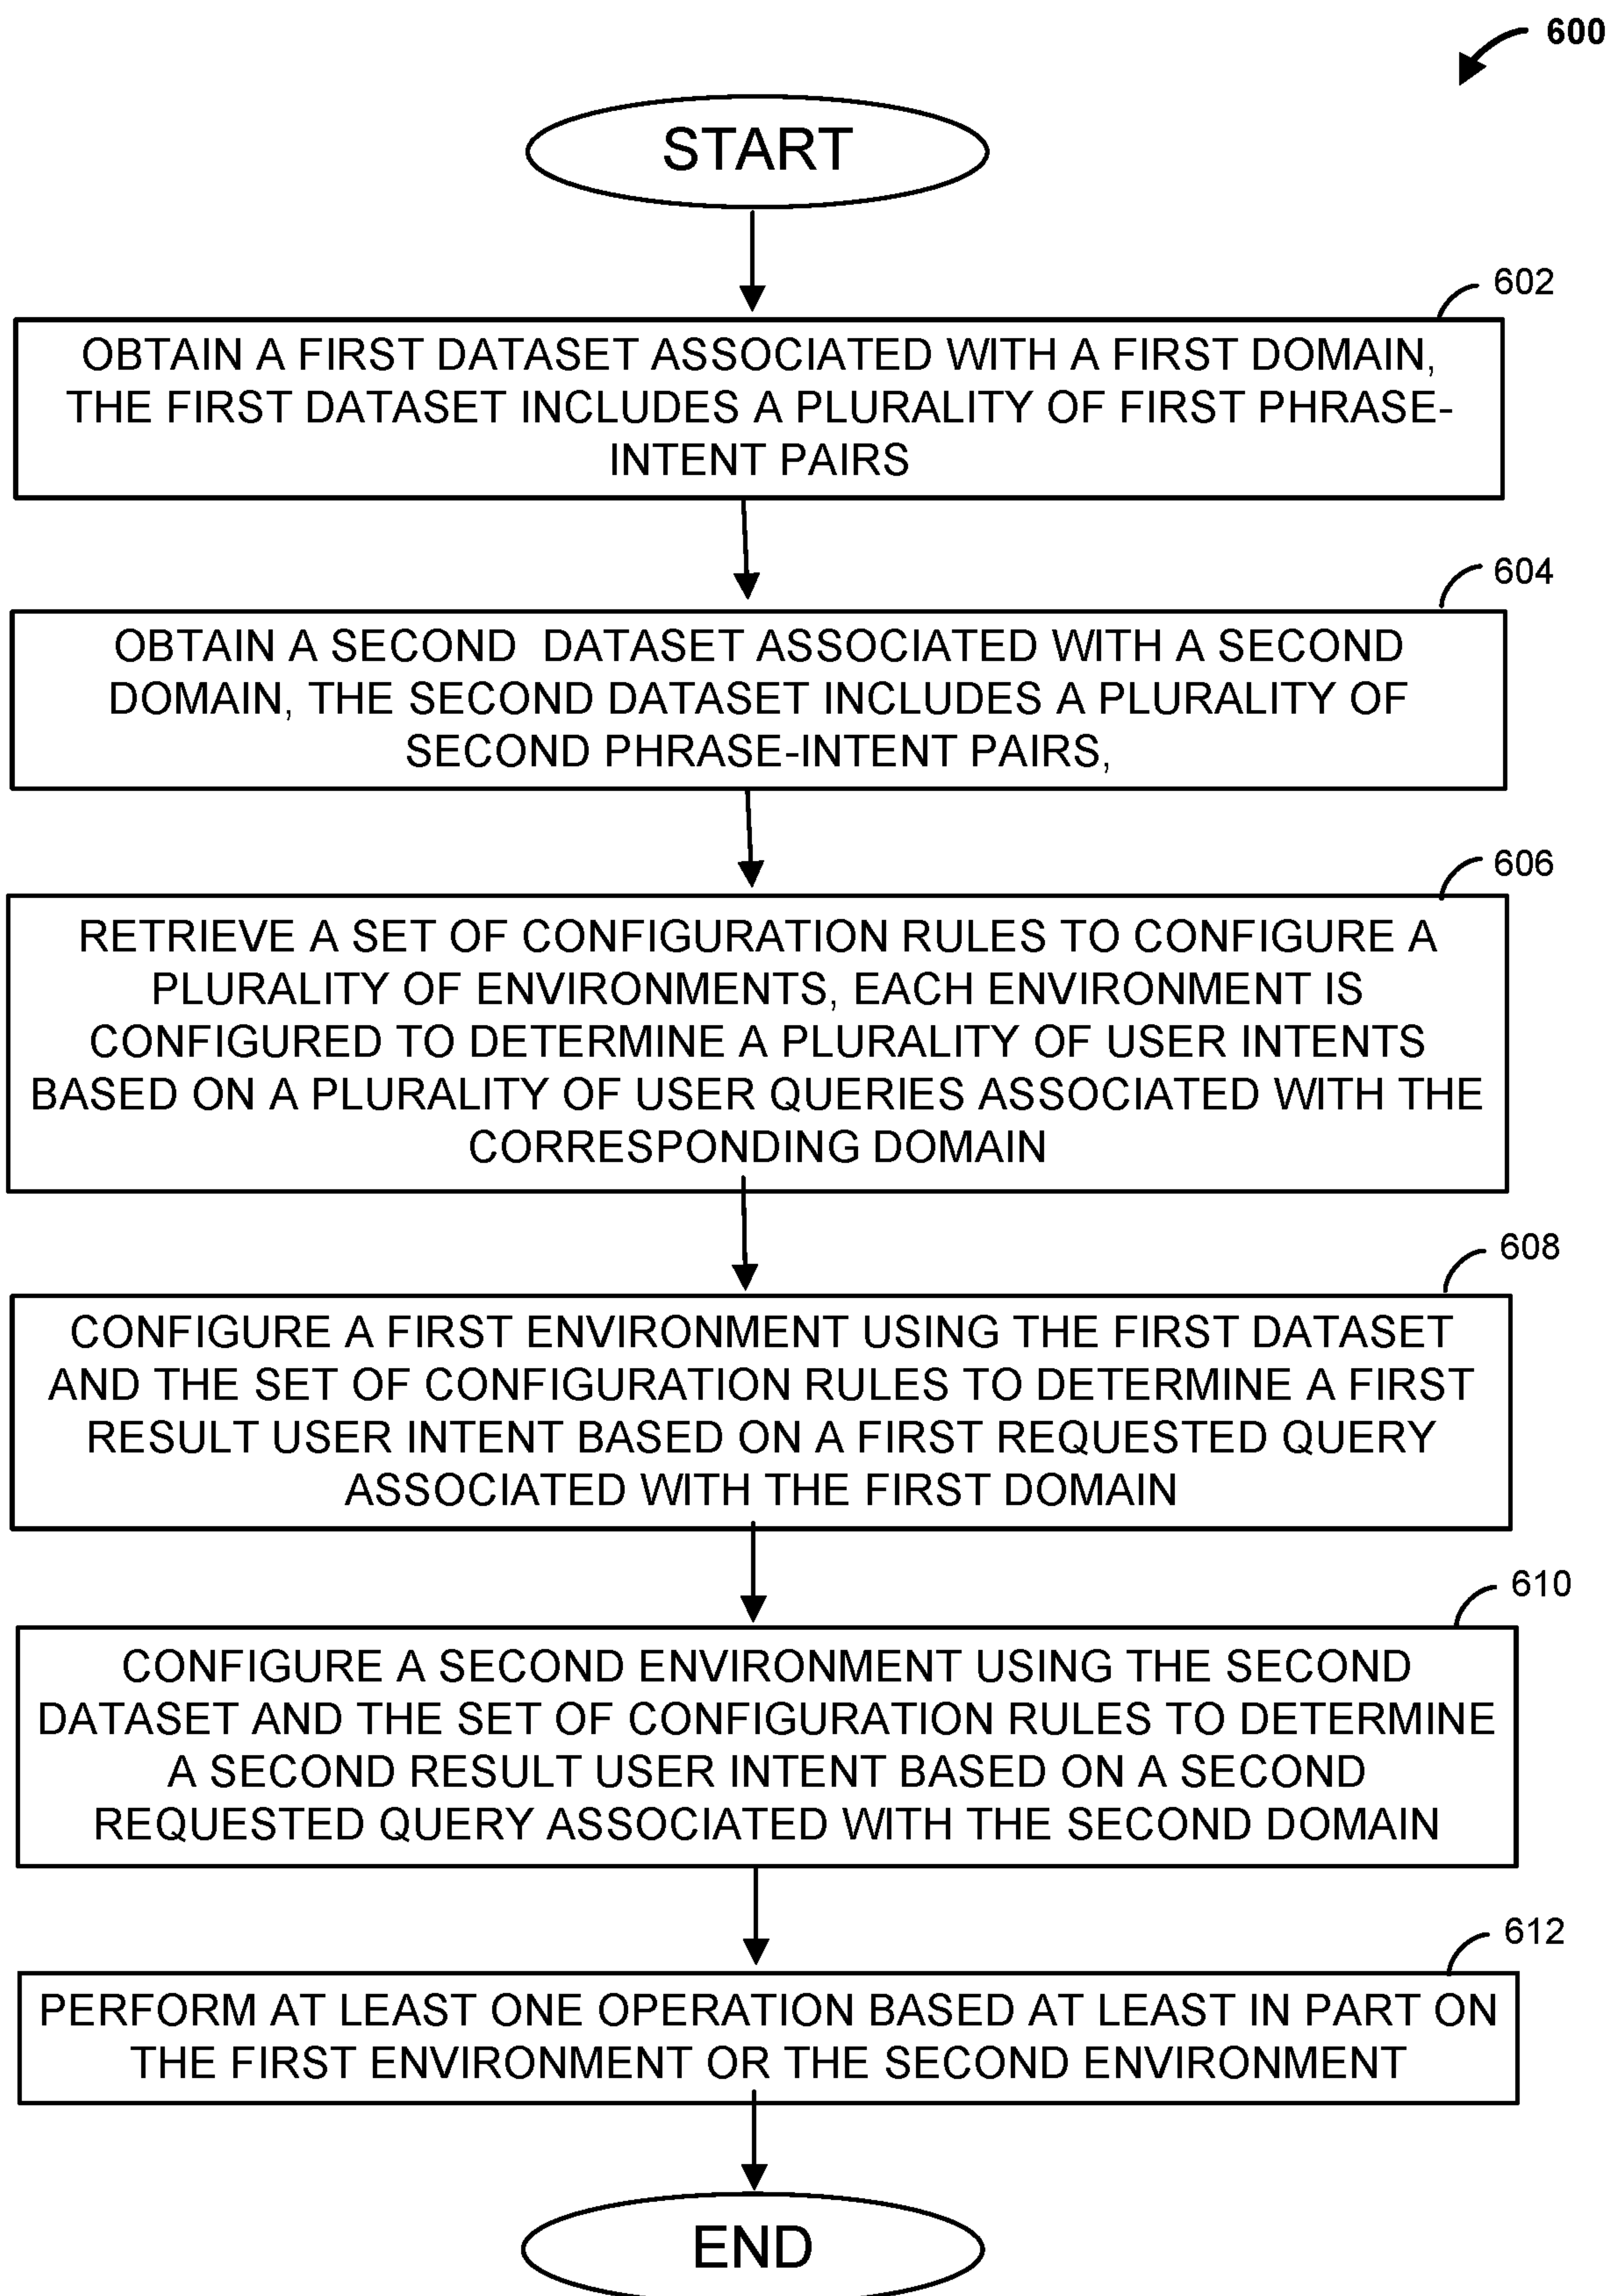 600
START
602
OBTAIN A FIRST DATASET ASSOCIATED WITH A FIRST DOMAIN,
THE FIRST DATASET INCLUDES A PLURALITY OF FIRST PHRASE-
INTENT PAIRS
604
OBTAIN A SECOND DATASET ASSOCIATED WITH A SECOND
DOMAIN, THE SECOND DATASET INCLUDES A PLURALITY OF
SECOND PHRASE-INTENT PAIRS,
606
RETRIEVE A SET OF CONFIGURATION RULES TO CONFIGURE A
PLURALITY OF ENVIRONMENTS, EACH ENVIRONMENT IS
CONFIGURED TO DETERMINE A PLURALITY OF USER INTENTS
BASED ON A PLURALITY OF USER QUERIES ASSOCIATED WITH THE
CORRESPONDING DOMAIN
608
CONFIGURE A FIRST ENVIRONMENT USING THE FIRST DATASET
AND THE SET OF CONFIGURATION RULES TO DETERMINE A FIRST
RESULT USER INTENT BASED ON A FIRST REQUESTED QUERY
ASSOCIATED WITH THE FIRST DOMAIN
610
CONFIGURE A SECOND ENVIRONMENT USING THE SECOND
DATASET AND THE SET OF CONFIGURATION RULES TO DETERMINE
A SECOND RESULT USER INTENT BASED ON A SECOND
REQUESTED QUERY ASSOCIATED WITH THE SECOND DOMAIN
612
PERFORM AT LEAST ONE OPERATION BASED AT LEAST IN PART ON
THE FIRST ENVIRONMENT OR THE SECOND ENVIRONMENT
END